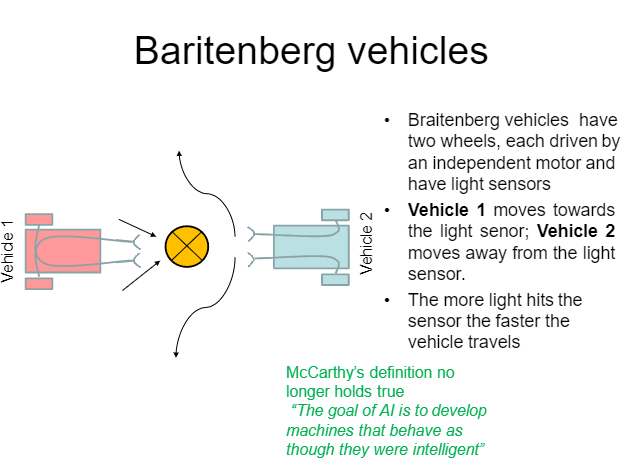 Baritenberg vehicles
Vehicle 1
Vehicle 2
• Braitenberg vehicles have
two wheels, each driven by
an independent motor and
have light sensors
• Vehicle 1 moves towards
the light senor; Vehicle 2
moves away from the light
sensor.
• The more light hits the
sensor the faster the
vehicle travels
McCarthy's definition no
longer holds true
“The goal of AI is to develop
machines that behave as
though they were intelligent”